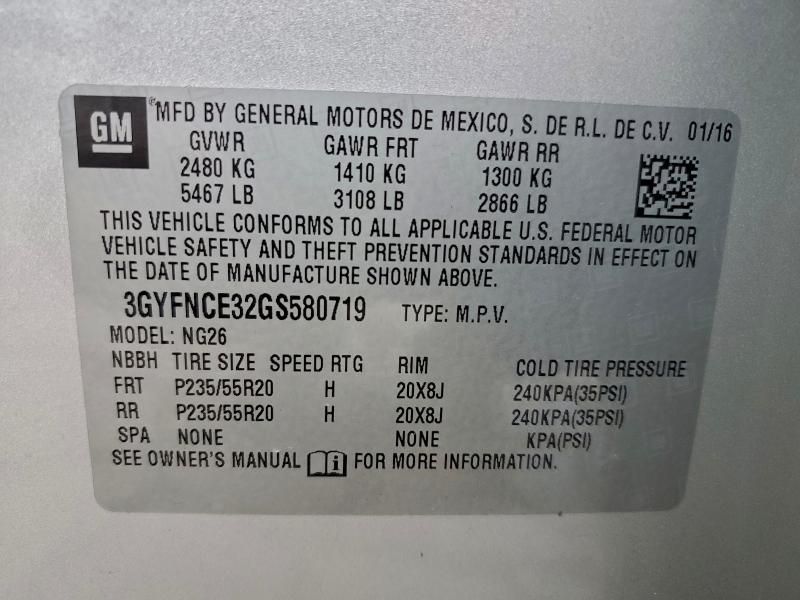 GM ® MFD BY GENERAL MOTORS DE MEXICO, S. DE R.L. DE C.V. 01/16
GVWR GAWR FRT GAWR RR
2480 KG 1410 KG 1300 KG
5467 LB 3108 LB 2866 LB
THIS VEHICLE CONFORMS TO ALL APPLICABLE U.S. FEDERAL MOTOR
VEHICLE SAFETY AND THEFT PREVENTION STANDARDS IN EFFECT ON
THE DATE OF MANUFACTURE SHOWN ABOVE.
3GYFNCE32GS580719 TYPE: M.P.V.
MODEL: NG26
NBBH TIRE SIZE SPEED RTG RIM COLD TIRE PRESSURE
FRT P235/55R20 H 20X8J 240KPA(35PSI)
RR P235/55R20 H 20X8J 240KPA(35PSI)
SPA NONE NONE KPA(PSI)
SEE OWNER'S MANUAL FOR MORE INFORMATION.